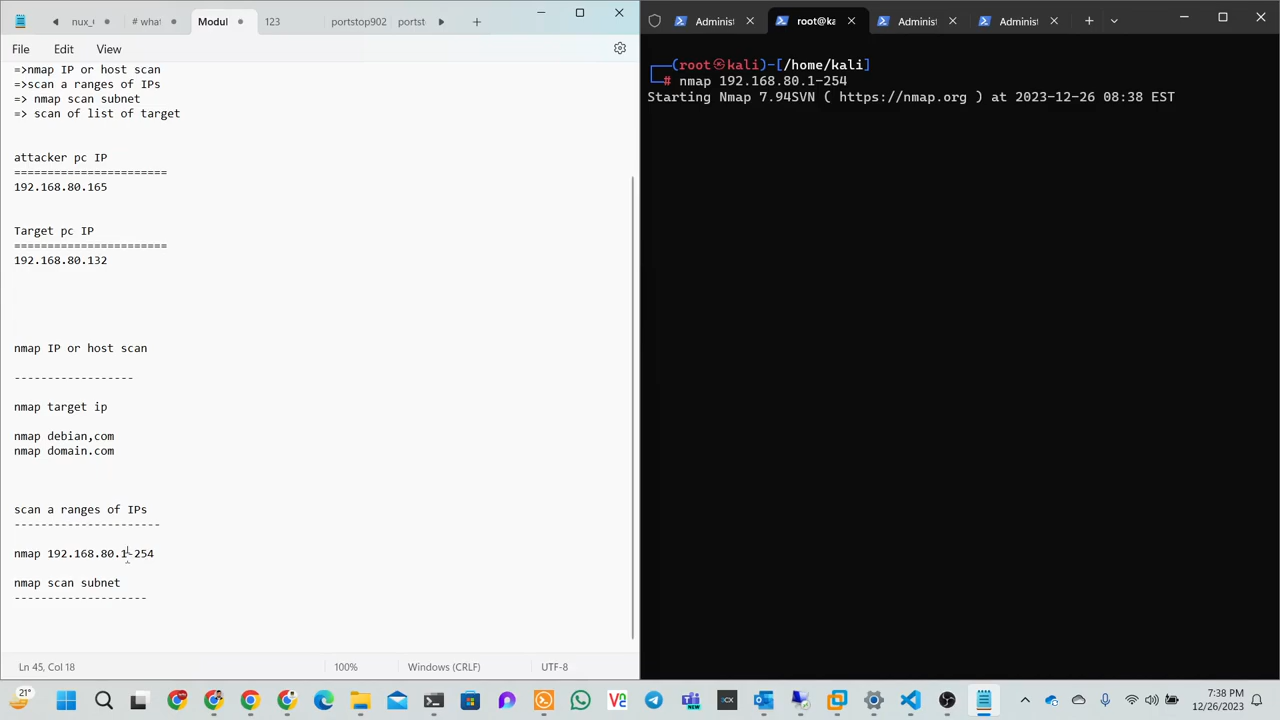 nux_
# what
Modul
123
portstop902
portst
File
Edit
View
=>nmap IP or host scan
=>scan a ranges of IPs
=> nmap scan subnet
=> scan of list of target
attacker pc IP
=======================
192.168.80.165
Target pc IP
=======================
192.168.80.132
nmap IP or host scan
------------------
nmap target ip
nmap debian,com
nmap domain.com
scan a ranges of IPs
----------------------
nmap 192.168.80.1-254
nmap scan subnet
--------------------
Ln 45, Col 18
100%
Windows (CRLF)
UTF-8
Administ
root@ka
Administ
Administ
┌──(root㉿kali)-[/home/kali]
└─# nmap 192.168.80.1-254
Starting Nmap 7.94SVN ( https://nmap.org ) at 2023-12-26 08:38 EST
21°
7:38 PM
12/26/2023